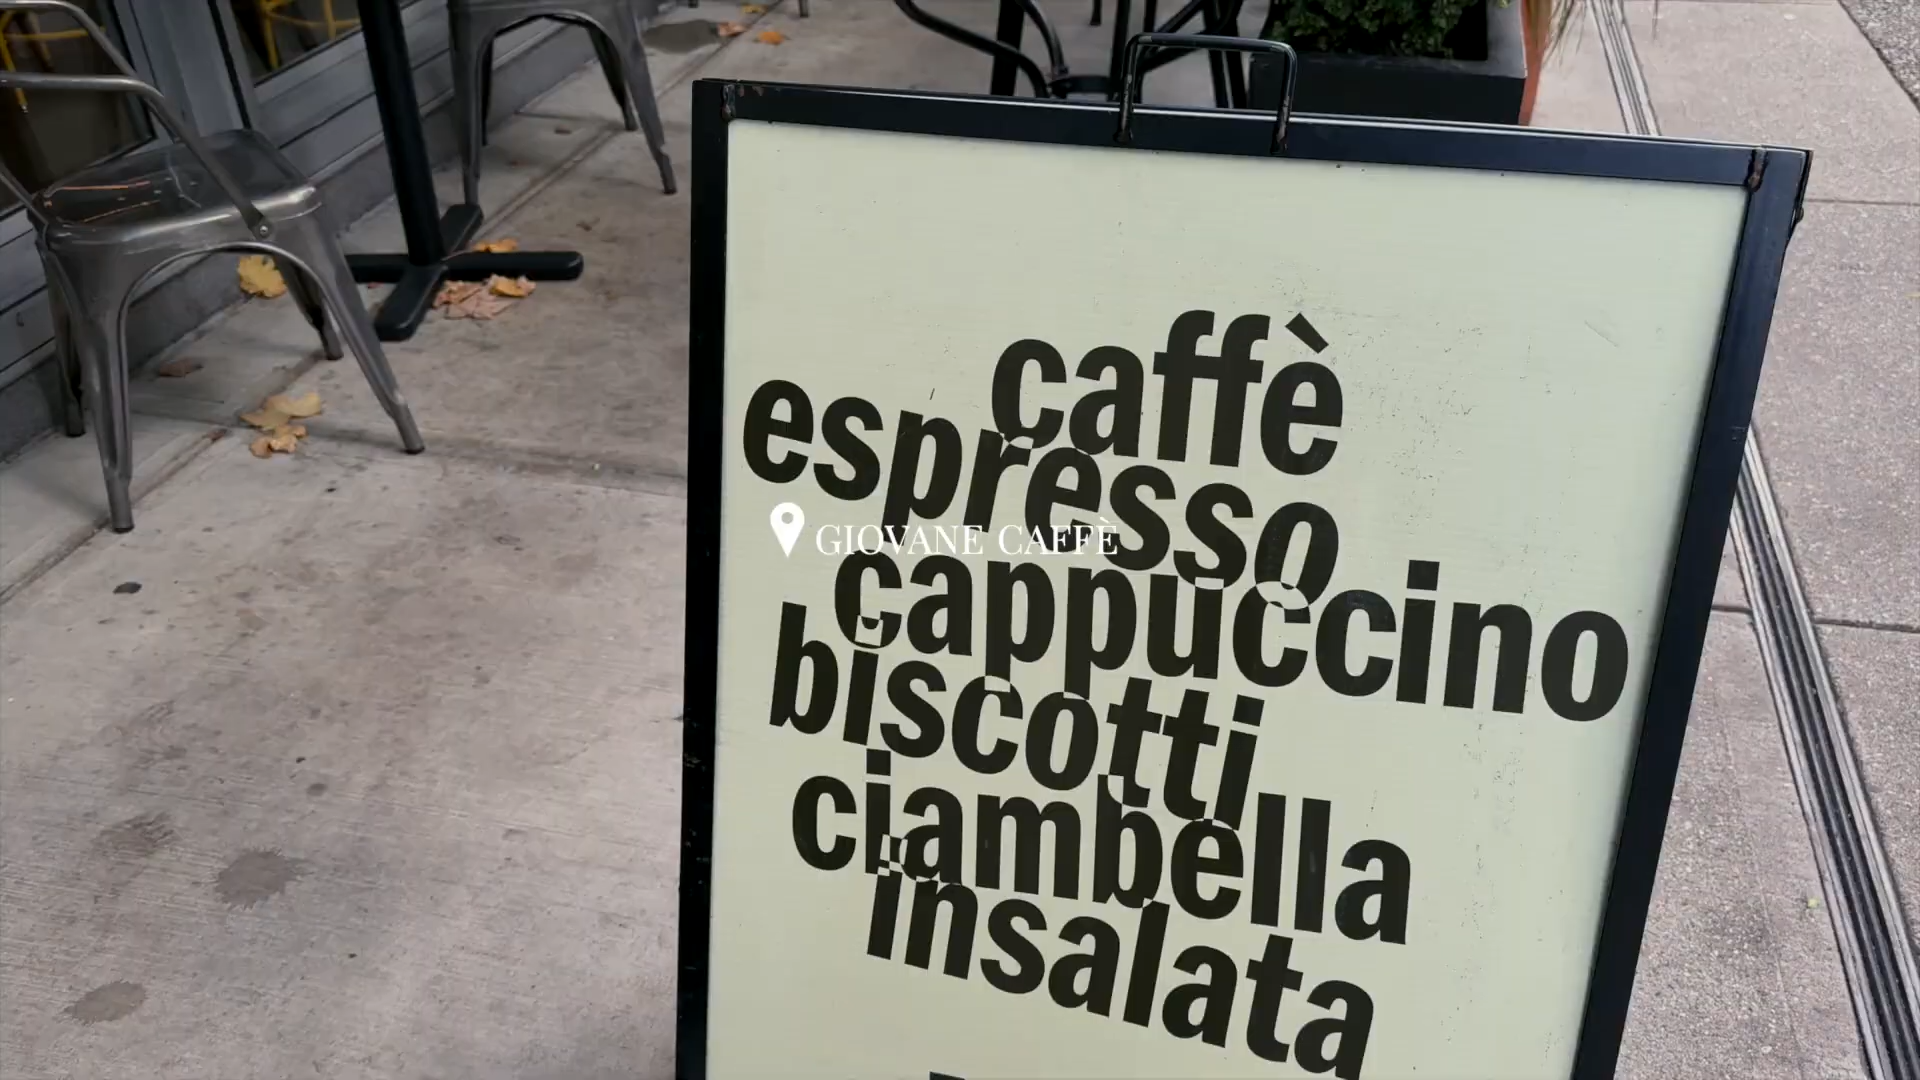 caffè
espresso
GIOVANE CAFFÈ
cappuccino
biscotti
ciambella
insalata